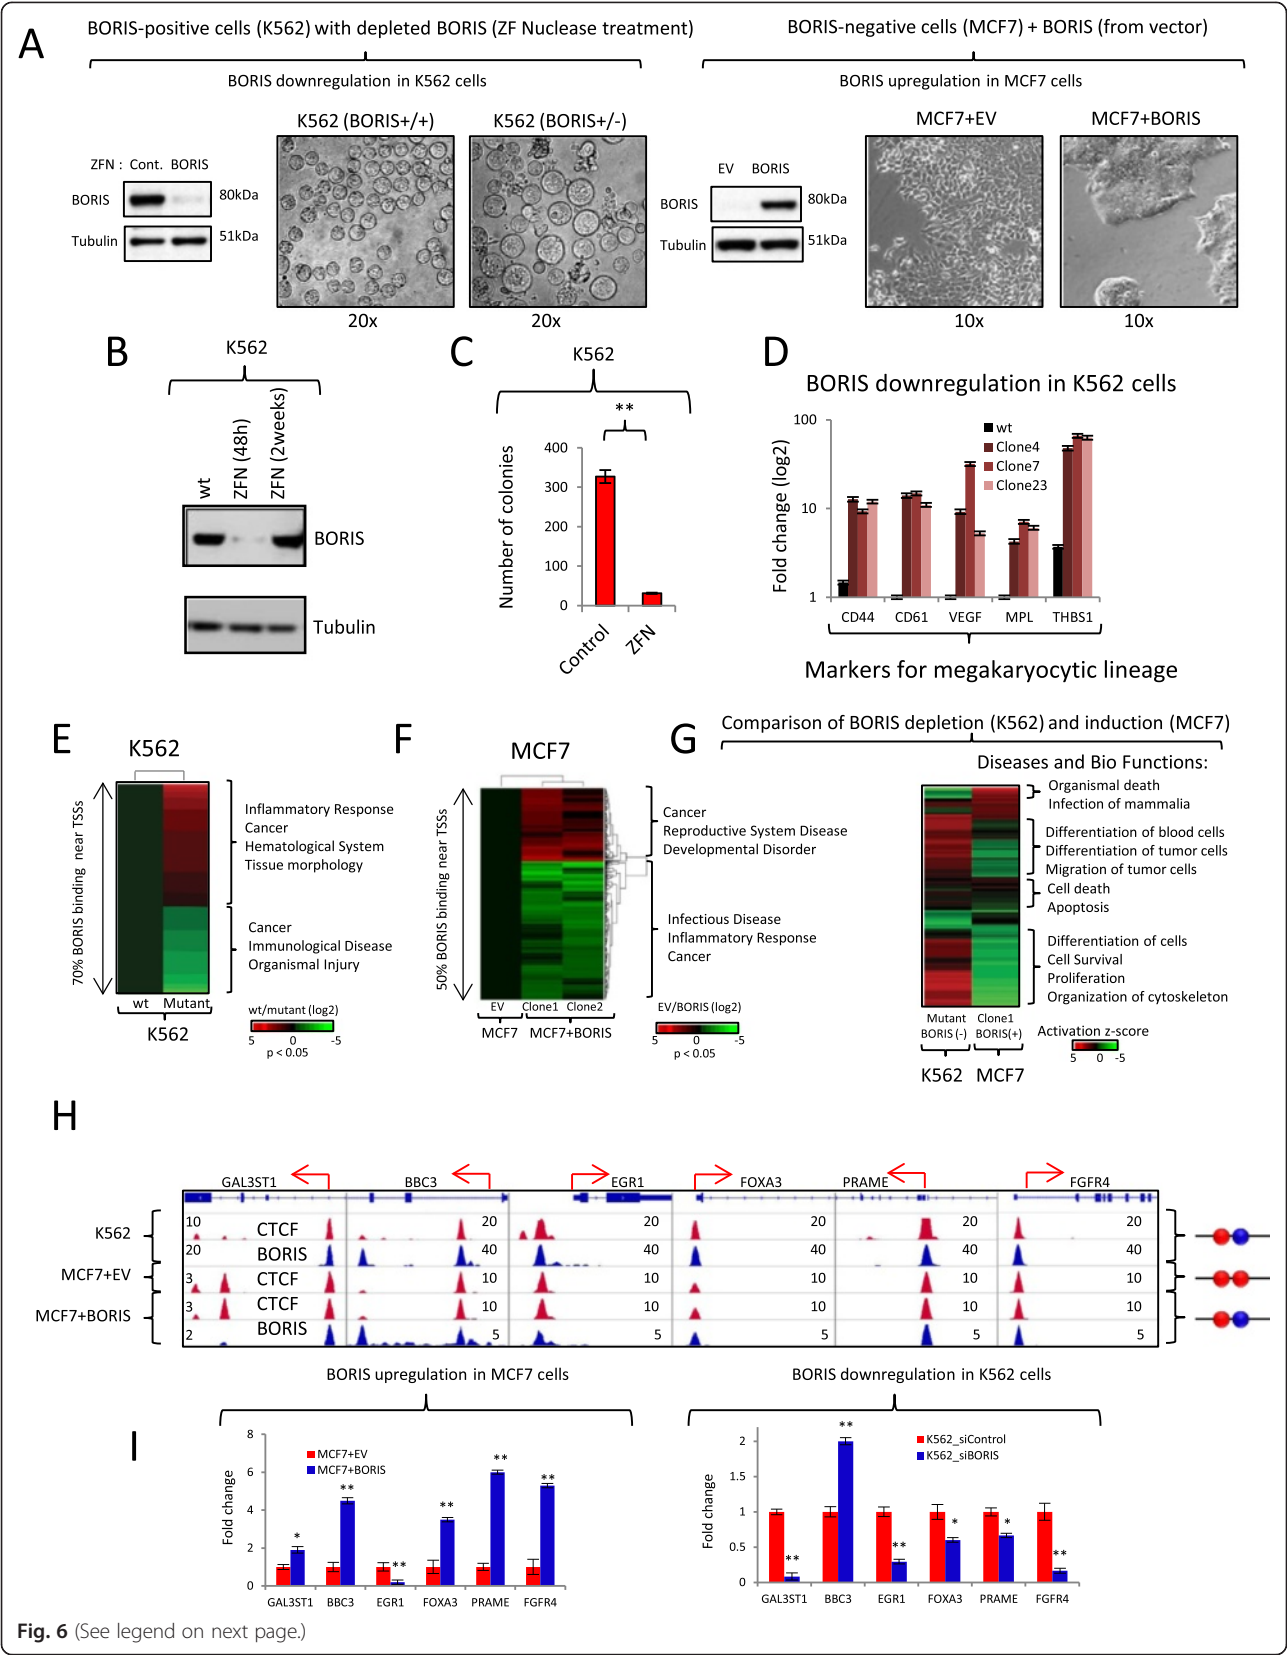 A
BORIS-positive cells (K562) with depleted BORIS (ZF Nuclease treatment)
BORIS downregulation in K562 cells
K562 (BORIS+/+)
K562 (BORIS+/-)
ZFN : Cont. BORIS
BORIS
80kDa
Tubulin
51kDa
20x
20x
BORIS-negative cells (MCF7) + BORIS (from vector)
BORIS upregulation in MCF7 cells
MCF7+EV
MCF7+BORIS
EV BORIS
BORIS
80kDa
Tubulin
51kDa
10x
10x
B
K562
wt
ZFN (48h)
ZFN (2weeks)
BORIS
Tubulin
C
K562
**
Number of colonies
400
300
200
100
0
Control
ZFN
D
BORIS downregulation in K562 cells
Fold change (log2)
100
10
1
wt
Clone4
Clone7
Clone23
CD44 CD61 VEGF MPL THBS1
Markers for megakaryocytic lineage
E
K562
70% BORIS binding near TSSs
Inflammatory Response
Cancer
Hematological System
Tissue morphology
Cancer
Immunological Disease
Organismal Injury
wt Mutant
K562
wt/mutant (log2)
5 0 -5
p < 0.05
F
MCF7
50% BORIS binding near TSSs
Cancer
Reproductive System Disease
Developmental Disorder
Infectious Disease
Inflammatory Response
Cancer
EV Clone1 Clone2
MCF7 MCF7+BORIS
EV/BORIS (log2)
5 0 -5
p < 0.05
G
Comparison of BORIS depletion (K562) and induction (MCF7)
Diseases and Bio Functions:
Organismal death
Infection of mammalia
Differentiation of blood cells
Differentiation of tumor cells
Migration of tumor cells
Cell death
Apoptosis
Differentiation of cells
Cell Survival
Proliferation
Organization of cytoskeleton
Mutant Clone1
BORIS (-) BORIS(+)
K562 MCF7
Activation z-score
5 0 -5
H
GAL3ST1 BBC3 EGR1 FOXA3 PRAME FGFR4
K562
10 CTCF 20 20 20 20 20
20 BORIS 40 40 40 40 40
MCF7+EV
3 CTCF 10 10 10 10 10
MCF7+BORIS
3 CTCF 10 10 10 10 10
2 BORIS 5 5 5 5 5
I
BORIS upregulation in MCF7 cells
Fold change
8
6
4
2
0
MCF7+EV
MCF7+BORIS
* ** ** ** ** **
GAL3ST1 BBC3 EGR1 FOXA3 PRAME FGFR4
BORIS downregulation in K562 cells
Fold change
2
1.5
1
0.5
0
K562_siControl
K562_siBORIS
** ** ** * * **
GAL3ST1 BBC3 EGR1 FOXA3 PRAME FGFR4
Fig. 6 (See legend on next page.)